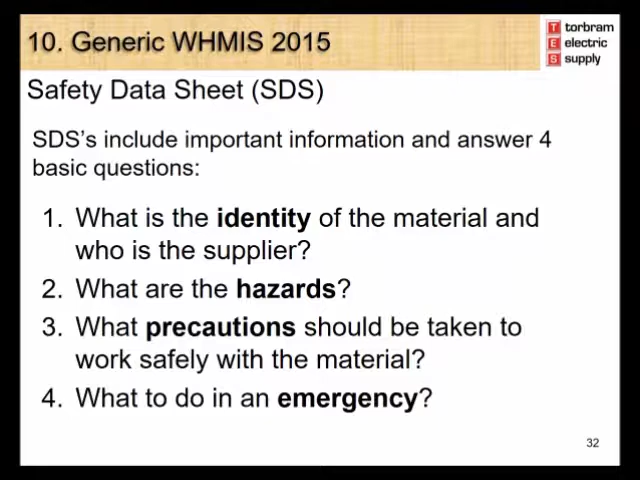 10. Generic WHMIS 2015
T torbram
E electric
S supply
Safety Data Sheet (SDS)
SDS's include important information and answer 4
basic questions:
1. What is the identity of the material and
who is the supplier?
2. What are the hazards?
3. What precautions should be taken to
work safely with the material?
4. What to do in an emergency?
32